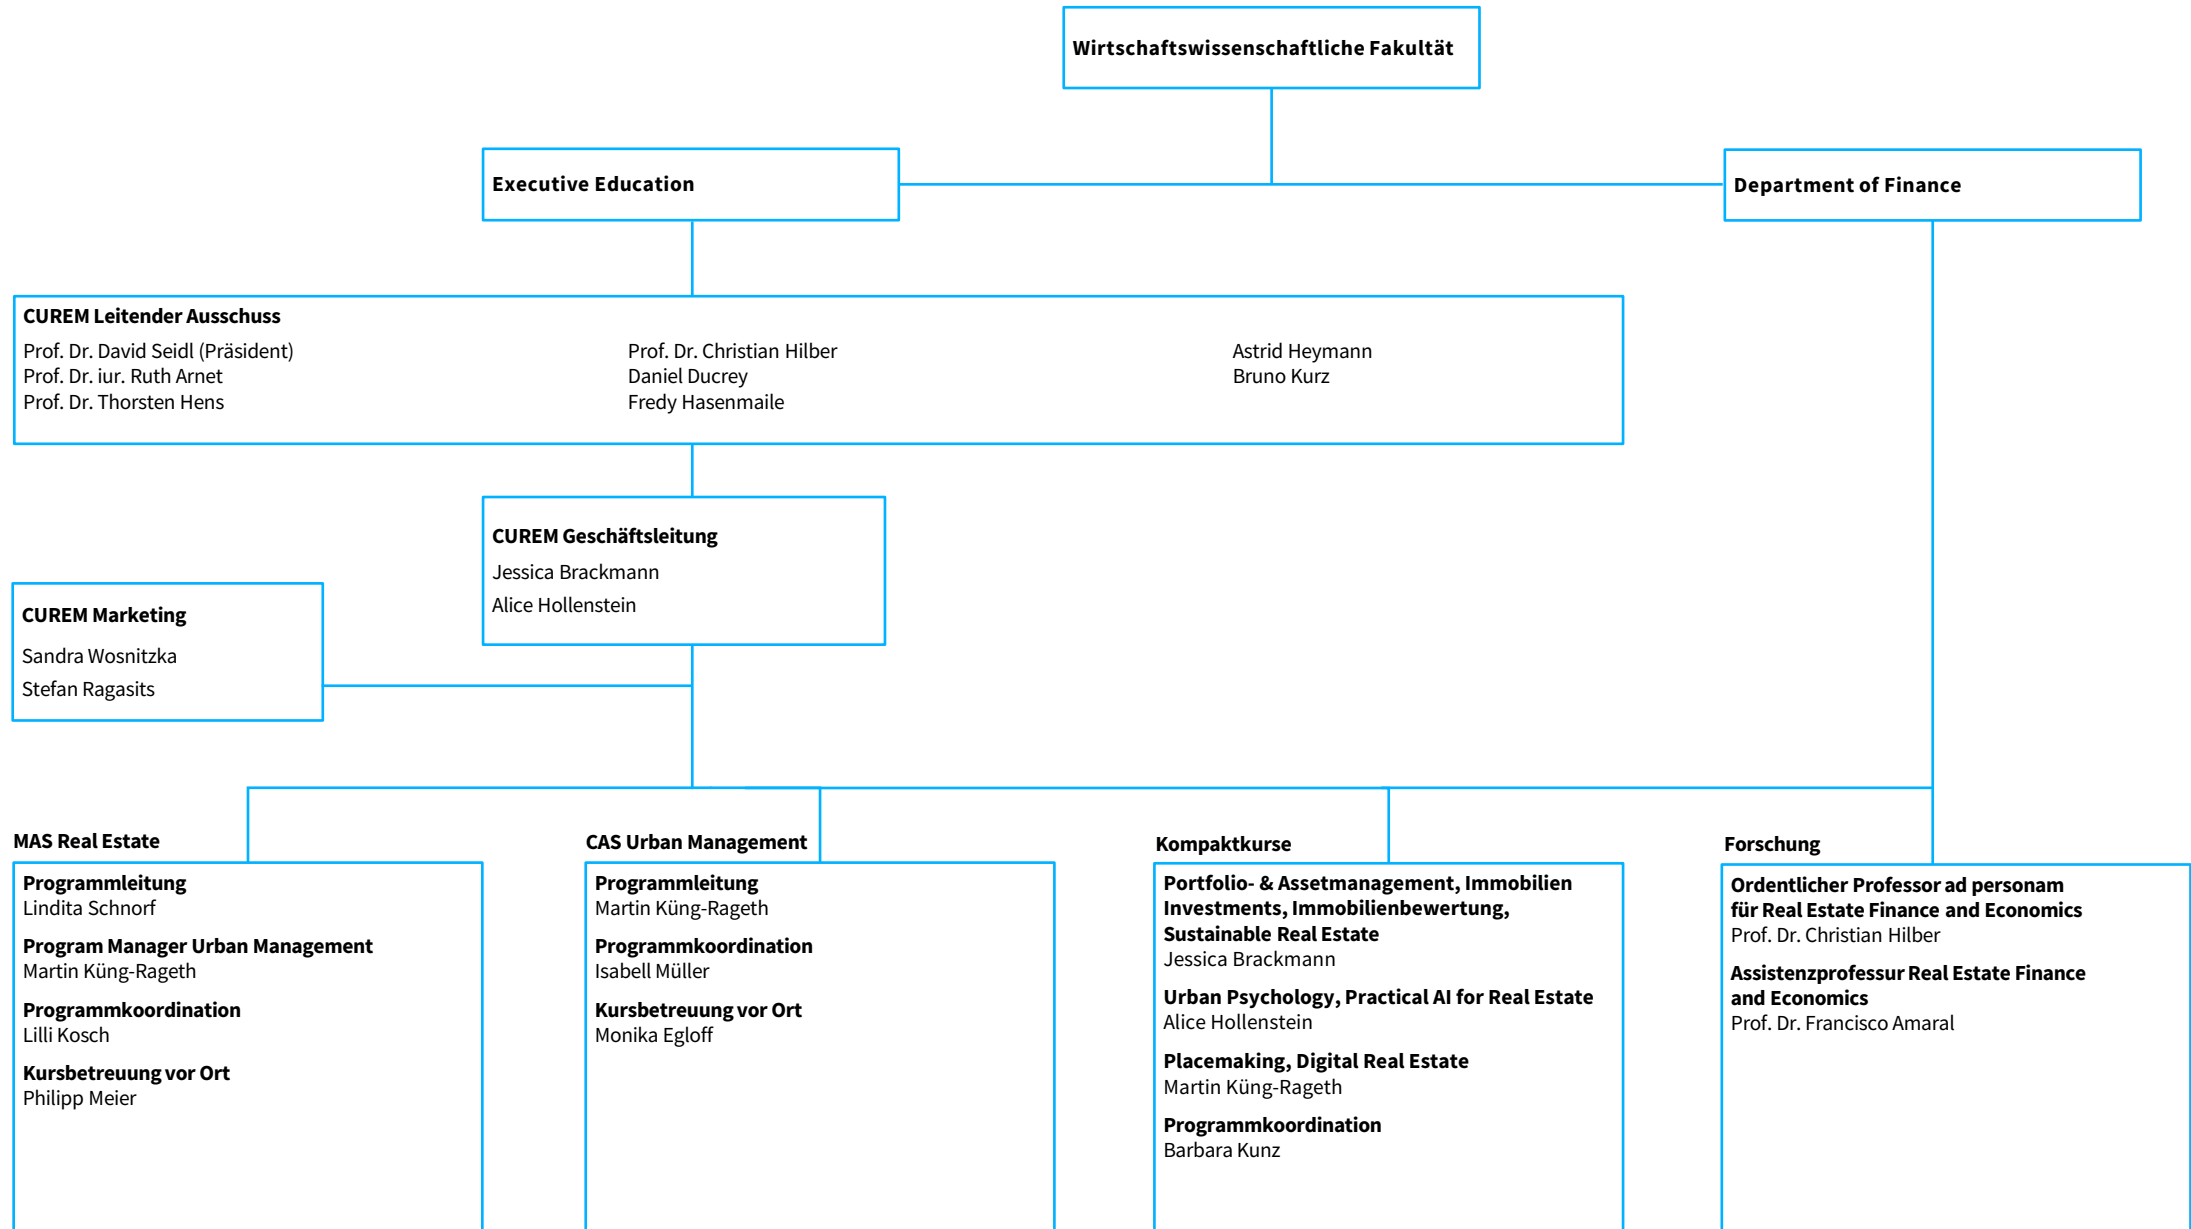 Wirtschaftswissenschaftliche Fakultät
Executive Education
Department of Finance
CUREM Leitender Ausschuss
Prof. Dr. David Seidl (Präsident)
Prof. Dr. iur. Ruth Arnet
Prof. Dr. Thorsten Hens
Prof. Dr. Christian Hilber
Daniel Ducrey
Fredy Hasenmaile
Astrid Heymann
Bruno Kurz
CUREM Geschäftsleitung
Jessica Brackmann
Alice Hollenstein
CUREM Marketing
Sandra Wosnitzka
Stefan Ragasits
MAS Real Estate
Programmleitung
Lindita Schnorf
Program Manager Urban Management
Martin Küng-Rageth
Programmkoordination
Lilli Kosch
Kursbetreuung vor Ort
Philipp Meier
CAS Urban Management
Programmleitung
Martin Küng-Rageth
Programmkoordination
Isabell Müller
Kursbetreuung vor Ort
Monika Egloff
Kompaktkurse
Portfolio- & Assetmanagement, Immobilien
Investments, Immobilienbewertung,
Sustainable Real Estate
Jessica Brackmann
Urban Psychology, Practical AI for Real Estate
Alice Hollenstein
Placemaking, Digital Real Estate
Martin Küng-Rageth
Programmkoordination
Barbara Kunz
Forschung
Ordentlicher Professor ad personam
für Real Estate Finance and Economics
Prof. Dr. Christian Hilber
Assistenzprofessur Real Estate Finance
and Economics
Prof. Dr. Francisco Amaral